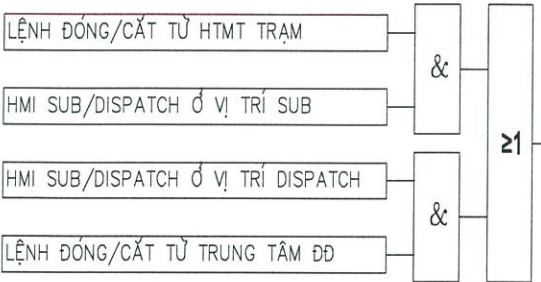 LỆNH ĐÓNG/CẮT TỪ HTMT TRẠM
&
HMI SUB/DISPATCH Ở VỊ TRÍ SUB
≥1
HMI SUB/DISPATCH Ở VỊ TRÍ DISPATCH
&
LỆNH ĐÓNG/CẮT TỪ TRUNG TÂM ĐĐ